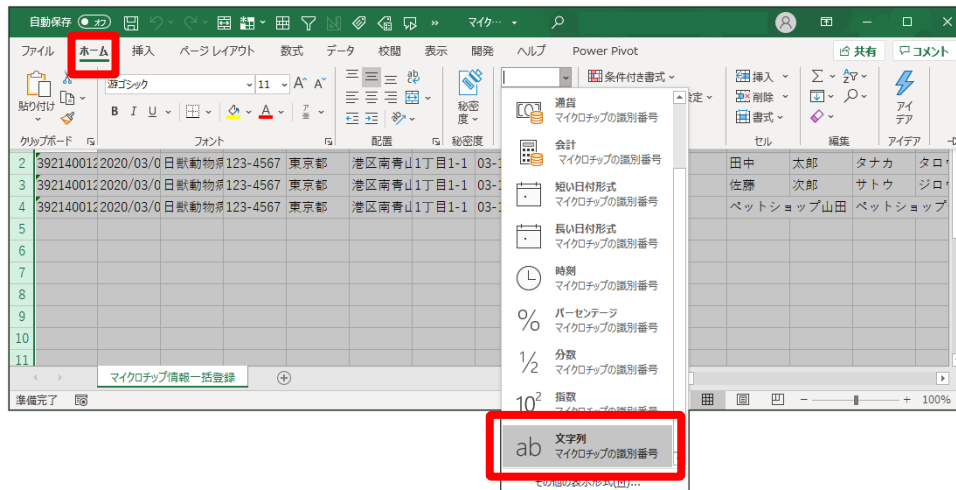 自動保存 オフ マイク…
ファイル ホーム 挿入 ページ レイアウト 数式 データ 校閲 表示 開発 ヘルプ Power Pivot 共有 コメント
貼り付け 游ゴシック 11 A A 条件付き書式 挿入 削除 書式
B I U A 秘密度 アイデア
クリップボード フォント 配置 秘密度 セル 編集 アイデア
2 392140012 2020/03/0 日獣動物病 123-4567 東京都 港区南青山 1丁目1-1 03-1 田中 太郎 タナカ タロ
3 392140012 2020/03/0 日獣動物病 123-4567 東京都 港区南青山 1丁目1-1 03-1 佐藤 次郎 サトウ ジロ
4 392140012 2020/03/0 日獣動物病 123-4567 東京都 港区南青山 1丁目1-1 03-1 ペットショップ山田 ペットショップ
5
6
7
8
9
10
11
通貨
マイクロチップの識別番号
会計
マイクロチップの識別番号
短い日付形式
マイクロチップの識別番号
長い日付形式
マイクロチップの識別番号
時刻
マイクロチップの識別番号
% パーセンテージ
マイクロチップの識別番号
1/2 分数
マイクロチップの識別番号
10² 指数
マイクロチップの識別番号
ab 文字列
マイクロチップの識別番号
その他の表示形式(M)...
マイクロチップ情報一括登録
準備完了 100%